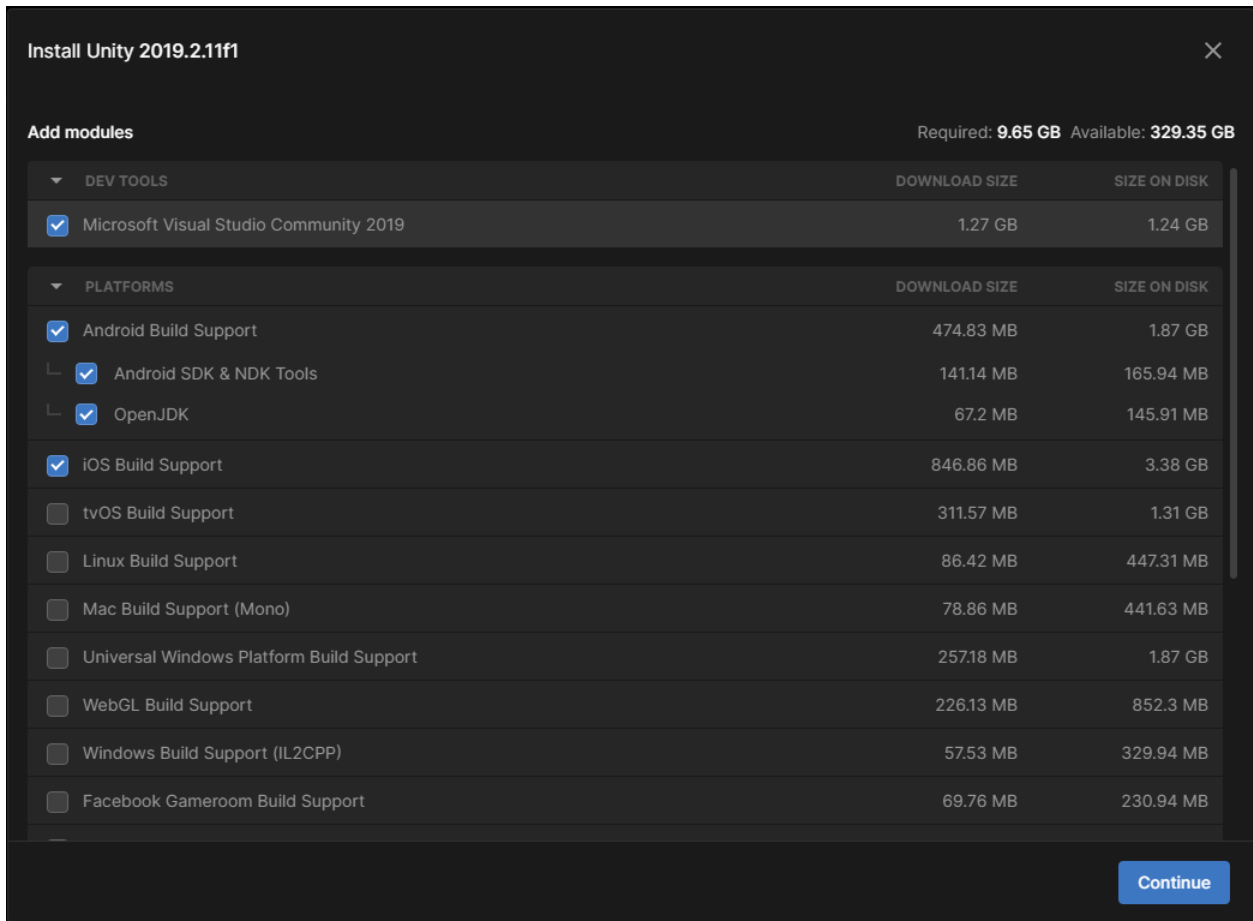 Install Unity 2019.2.11f1
Add modules Required: 9.65 GB Available: 329.35 GB
DEV TOOLS DOWNLOAD SIZE SIZE ON DISK
Microsoft Visual Studio Community 2019 1.27 GB 1.24 GB
PLATFORMS DOWNLOAD SIZE SIZE ON DISK
Android Build Support 474.83 MB 1.87 GB
Android SDK & NDK Tools 141.14 MB 165.94 MB
OpenJDK 67.2 MB 145.91 MB
iOS Build Support 846.86 MB 3.38 GB
tvOS Build Support 311.57 MB 1.31 GB
Linux Build Support 86.42 MB 447.31 MB
Mac Build Support (Mono) 78.86 MB 441.63 MB
Universal Windows Platform Build Support 257.18 MB 1.87 GB
WebGL Build Support 226.13 MB 852.3 MB
Windows Build Support (IL2CPP) 57.53 MB 329.94 MB
Facebook Gameroom Build Support 69.76 MB 230.94 MB
Continue